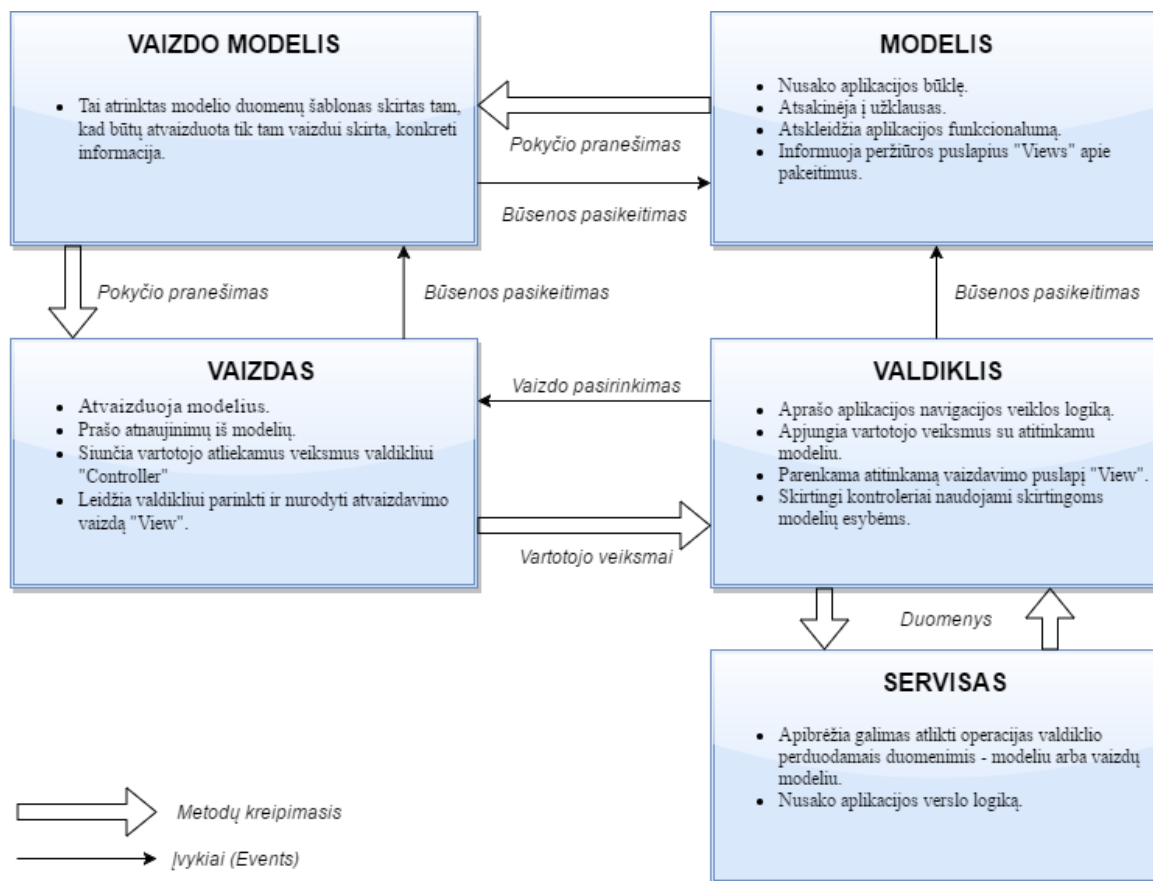 VAIZDO MODELIS
Tai atrinktas modelio duomenų šablonas skirtas tam,
kad būtų atvaizduota tik tam vaizdui skirta, konkreti
informacija.
MODELIS
Nusako aplikacijos būklę.
Atsakinėja į užklausas.
Atskleidžia aplikacijos funkcionalumą.
Informuoja peržiūros puslapius "Views" apie
pakeitimus.
Pokyčio pranešimas
Būsenos pasikeitimas
Pokyčio pranešimas
Būsenos pasikeitimas
Būsenos pasikeitimas
VAIZDAS
Atvaizduoja modelius.
Prašo atnaujinimų iš modelių.
Siunčia vartotojo atliekamus veiksmus valdikliui
"Controller"
Leidžia valdikliui parinkti ir nurodyti atvaizdavimo
vaizdą "View".
Vaizdo pasirinkimas
Vartotojo veiksmai
VALDIKLIS
Aprašo aplikacijos navigacijos veiklos logiką.
Apjungia vartotojo veiksmus su atitinkamu
modeliu.
Parenkama atitinkamą vaizdavimo puslapį "View".
Skirtingi kontroleriai naudojami skirtingoms
modelių esybėms.
Duomenys
SERVISAS
Apibrėžia galimas atlikti operacijas valdiklio
perduodamais duomenimis - modeliu arba vaizdų
modeliu.
Nusako aplikacijos verslo logiką.
Metodų kreipimasis
Įvykiai (Events)